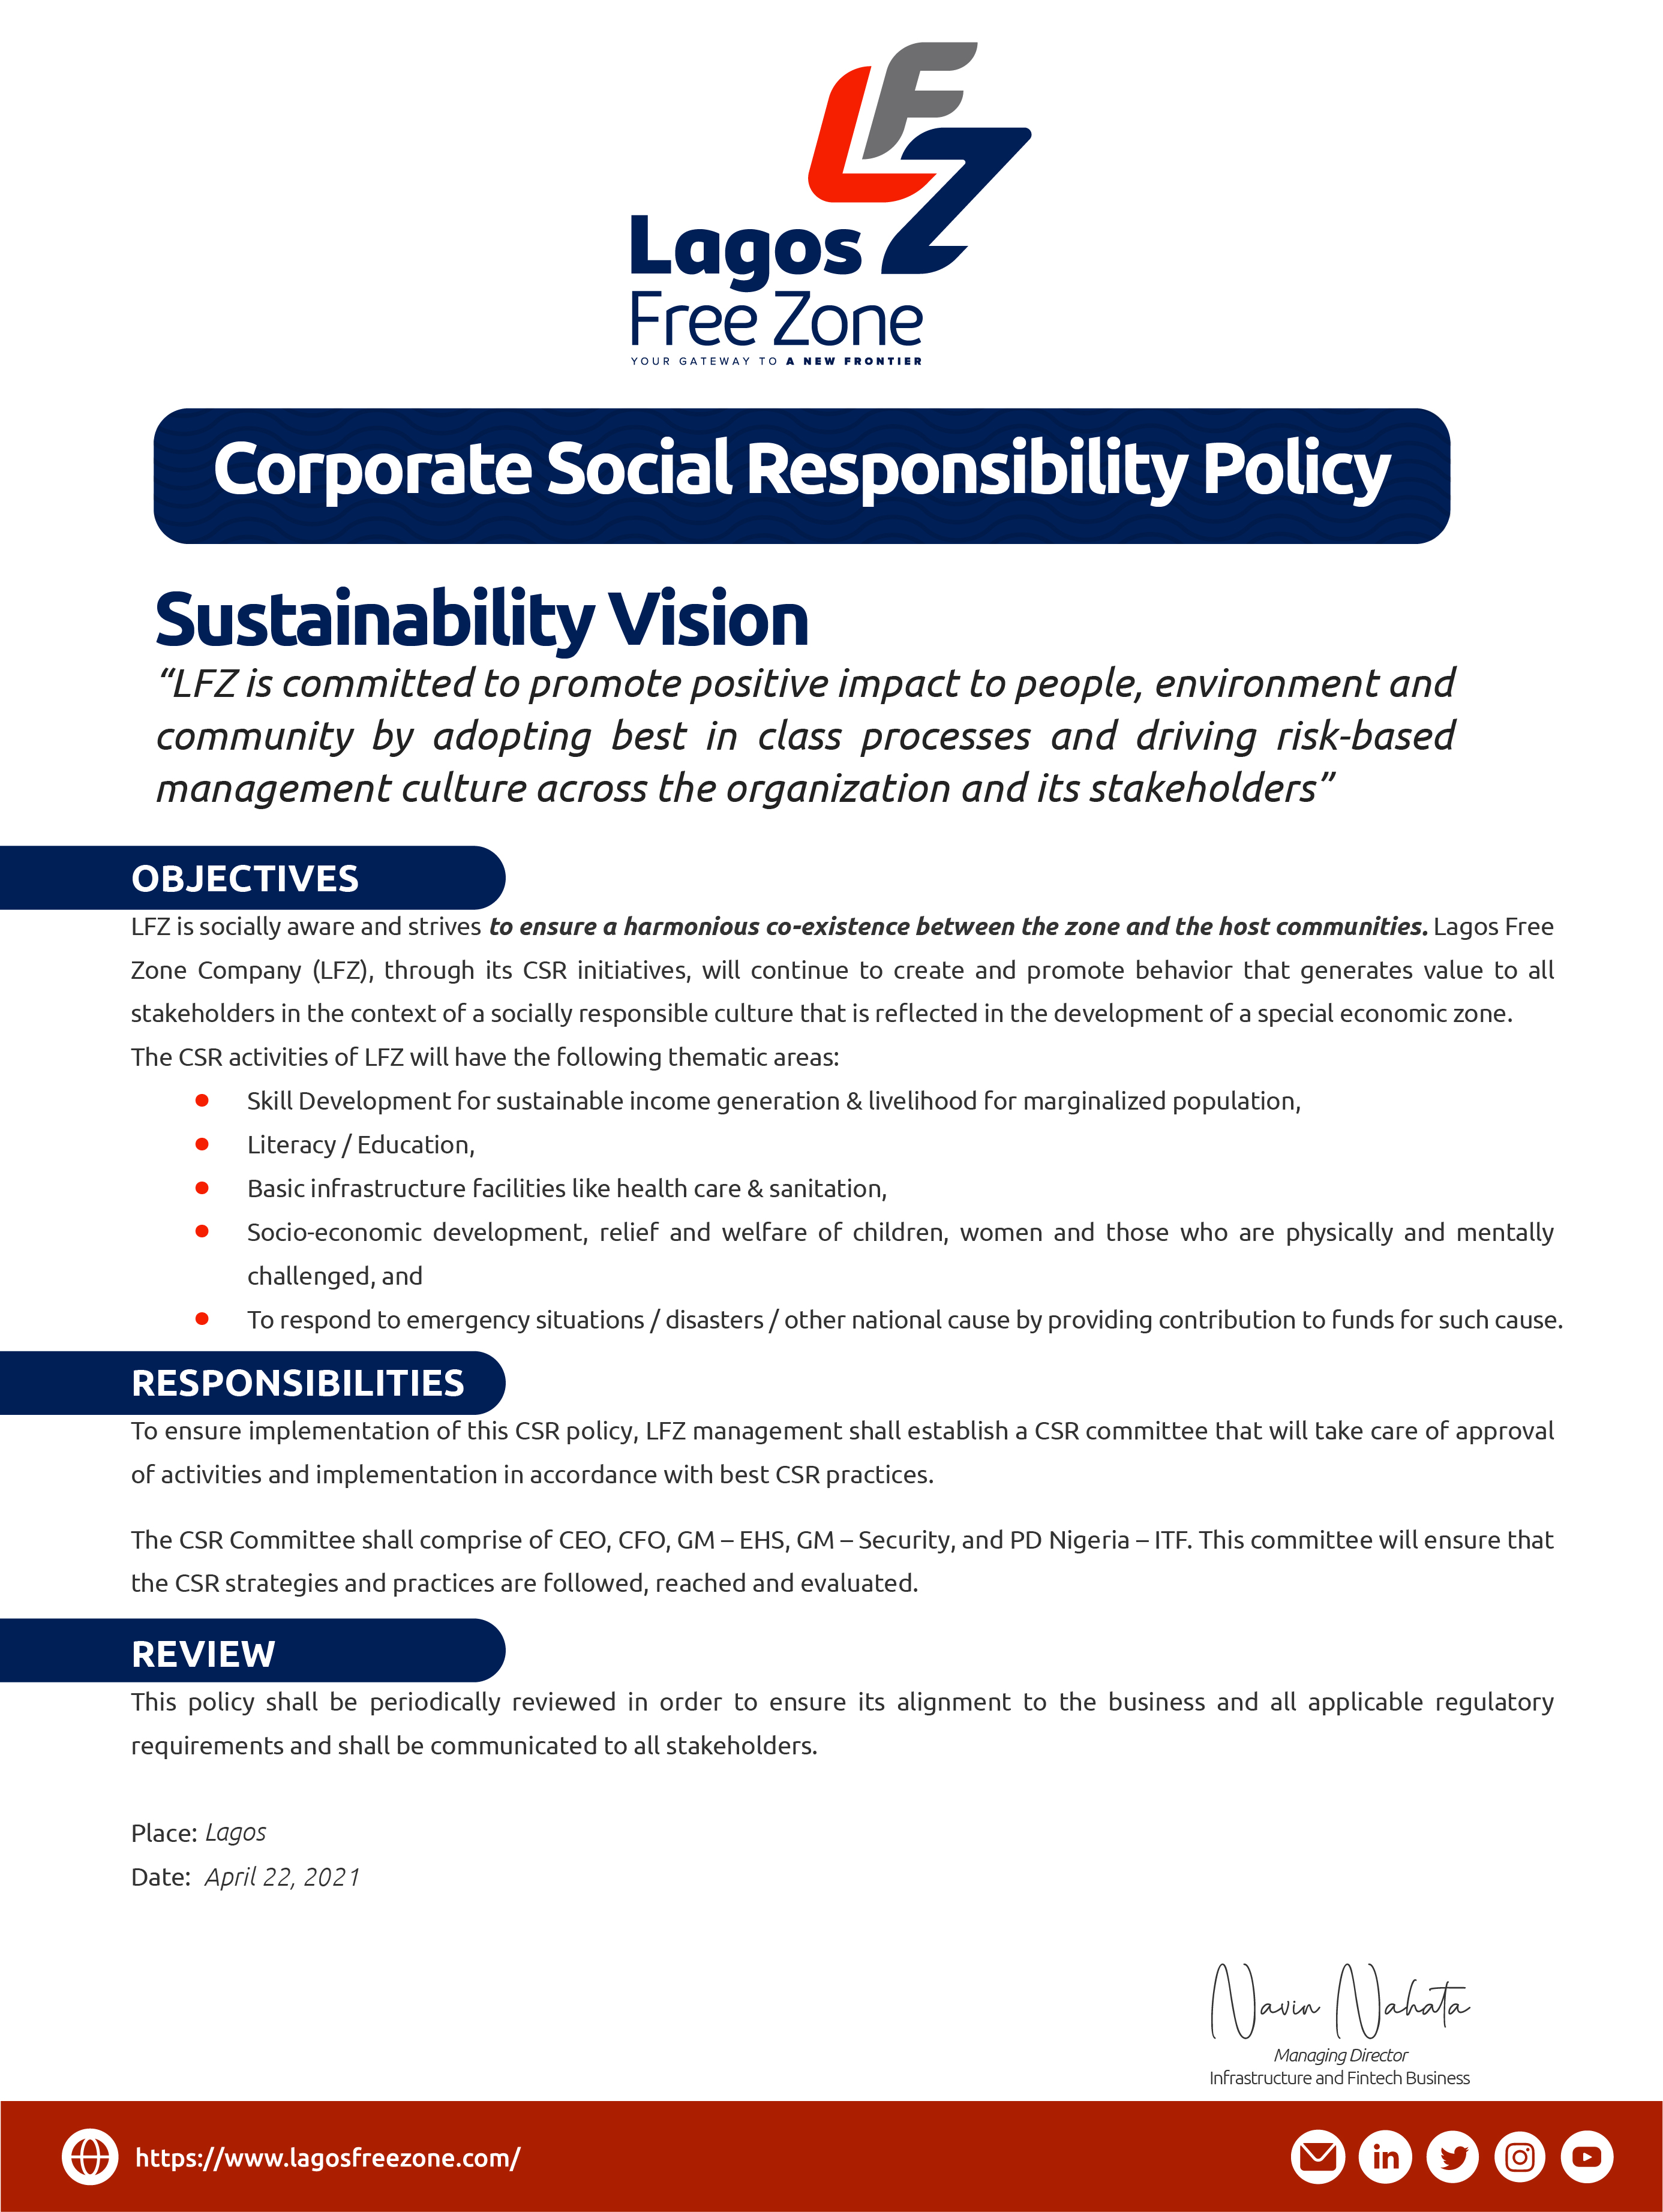 LFZ
Lagos
Free Zone
YOUR GATEWAY TO A NEW FRONTIER
Corporate Social Responsibility Policy
Sustainability Vision
“LFZ is committed to promote positive impact to people, environment and
community by adopting best in class processes and driving risk-based
management culture across the organization and its stakeholders”
OBJECTIVES
LFZ is socially aware and strives to ensure a harmonious co-existence between the zone and the host communities. Lagos Free
Zone Company (LFZ), through its CSR initiatives, will continue to create and promote behavior that generates value to all
stakeholders in the context of a socially responsible culture that is reflected in the development of a special economic zone.
The CSR activities of LFZ will have the following thematic areas:
● Skill Development for sustainable income generation & livelihood for marginalized population,
● Literacy / Education,
● Basic infrastructure facilities like health care & sanitation,
● Socio-economic development, relief and welfare of children, women and those who are physically and mentally
challenged, and
● To respond to emergency situations / disasters / other national cause by providing contribution to funds for such cause.
RESPONSIBILITIES
To ensure implementation of this CSR policy, LFZ management shall establish a CSR committee that will take care of approval
of activities and implementation in accordance with best CSR practices.
The CSR Committee shall comprise of CEO, CFO, GM – EHS, GM – Security, and PD Nigeria – ITF. This committee will ensure that
the CSR strategies and practices are followed, reached and evaluated.
REVIEW
This policy shall be periodically reviewed in order to ensure its alignment to the business and all applicable regulatory
requirements and shall be communicated to all stakeholders.
Place: Lagos
Date: April 22, 2021
Navin Nahata
Managing Director
Infrastructure and Fintech Business
https://www.lagosfreezone.com/
in